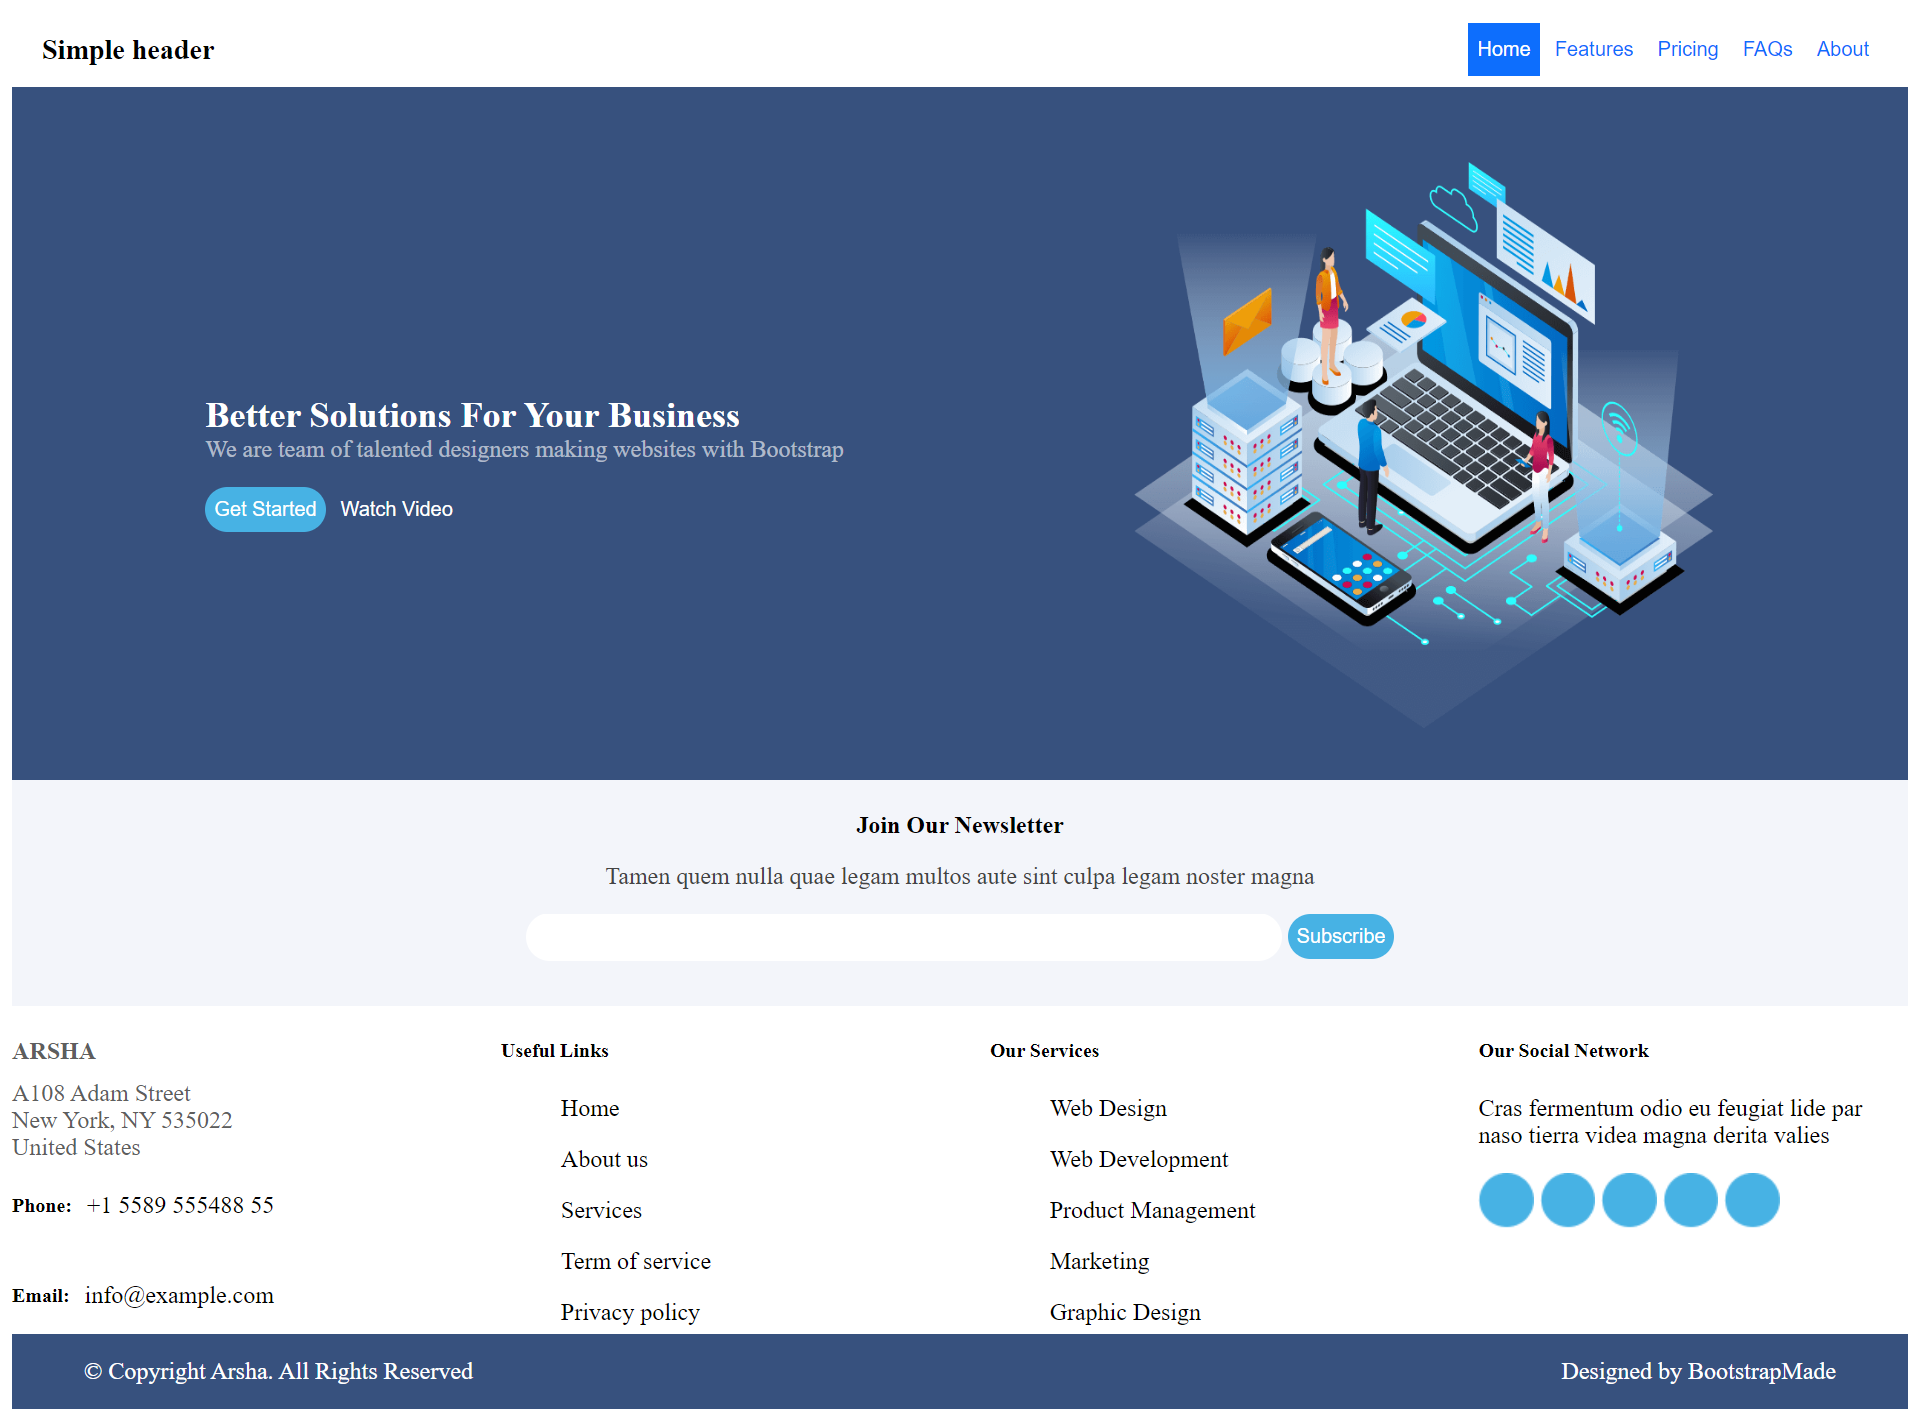 Simple header
Home Features Pricing FAQs About
Better Solutions For Your Business
We are team of talented designers making websites with Bootstrap
Get Started Watch Video
Join Our Newsletter
Tamen quem nulla quae legam multos aute sint culpa legam noster magna
Subscribe
ARSHA
A108 Adam Street
New York, NY 535022
United States
Phone: +1 5589 555488 55
Email: info@example.com
Useful Links
Home
About us
Services
Term of service
Privacy policy
Our Services
Web Design
Web Development
Product Management
Marketing
Graphic Design
Our Social Network
Cras fermentum odio eu feugiat lide par
naso tierra videa magna derita valies
© Copyright Arsha. All Rights Reserved
Designed by BootstrapMade